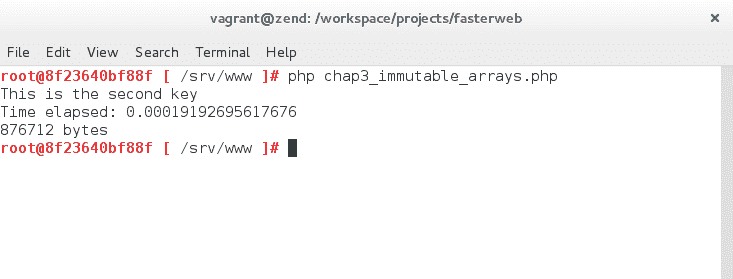 vagrant@zend: /workspace/projects/fasterweb
File Edit View Search Terminal Help
root@8f23640bf88f [ /srv/www ]# php chap3_immutable_arrays.php
This is the second key
Time elapsed: 0.00019192695617676
876712 bytes
root@8f23640bf88f [ /srv/www ]#